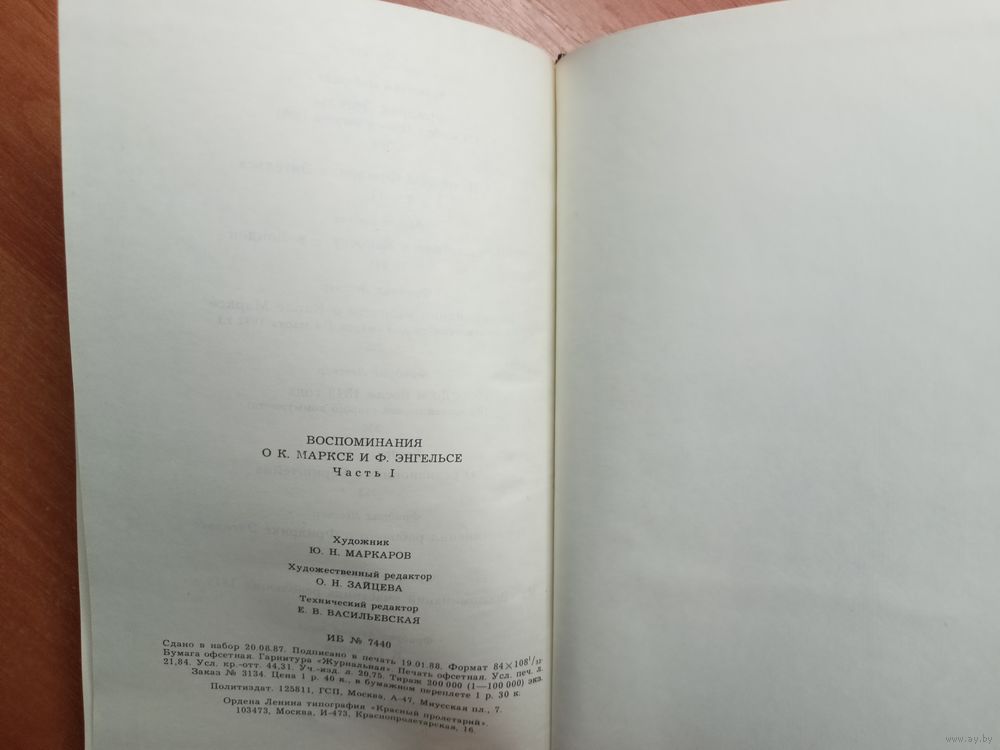 ВОСПОМИНАНИЯ
О К. МАРКСЕ И Ф. ЭНГЕЛЬСЕ
Часть I
Художник
Ю. Н. МАРКАРОВ
Художественный редактор
О. Н. ЗАЙЦЕВА
Технический редактор
Е. В. ВАСИЛЬЕВСКАЯ
ИБ № 7440
Сдано в набор 20.08.87. Подписано в печать 19.01.88. Формат 84×108¹/₃₂.
Бумага офсетная. Гарнитура «Журнальная». Печать офсетная. Усл. печ. л.
21,84. Усл. кр.-отт. 44,31. Уч.-изд. л. 20,75. Тираж 200 000 (1—100 000) экз.
Заказ № 3134. Цена 1 р. 40 к., в бумажном переплете 1 р. 30 к.
Политиздат. 125811, ГСП, Москва, А-47, Миусская пл., 7.
Ордена Ленина типография «Красный пролетарий».
103473, Москва, И-473, Краснопролетарская, 16.
www.ay.by